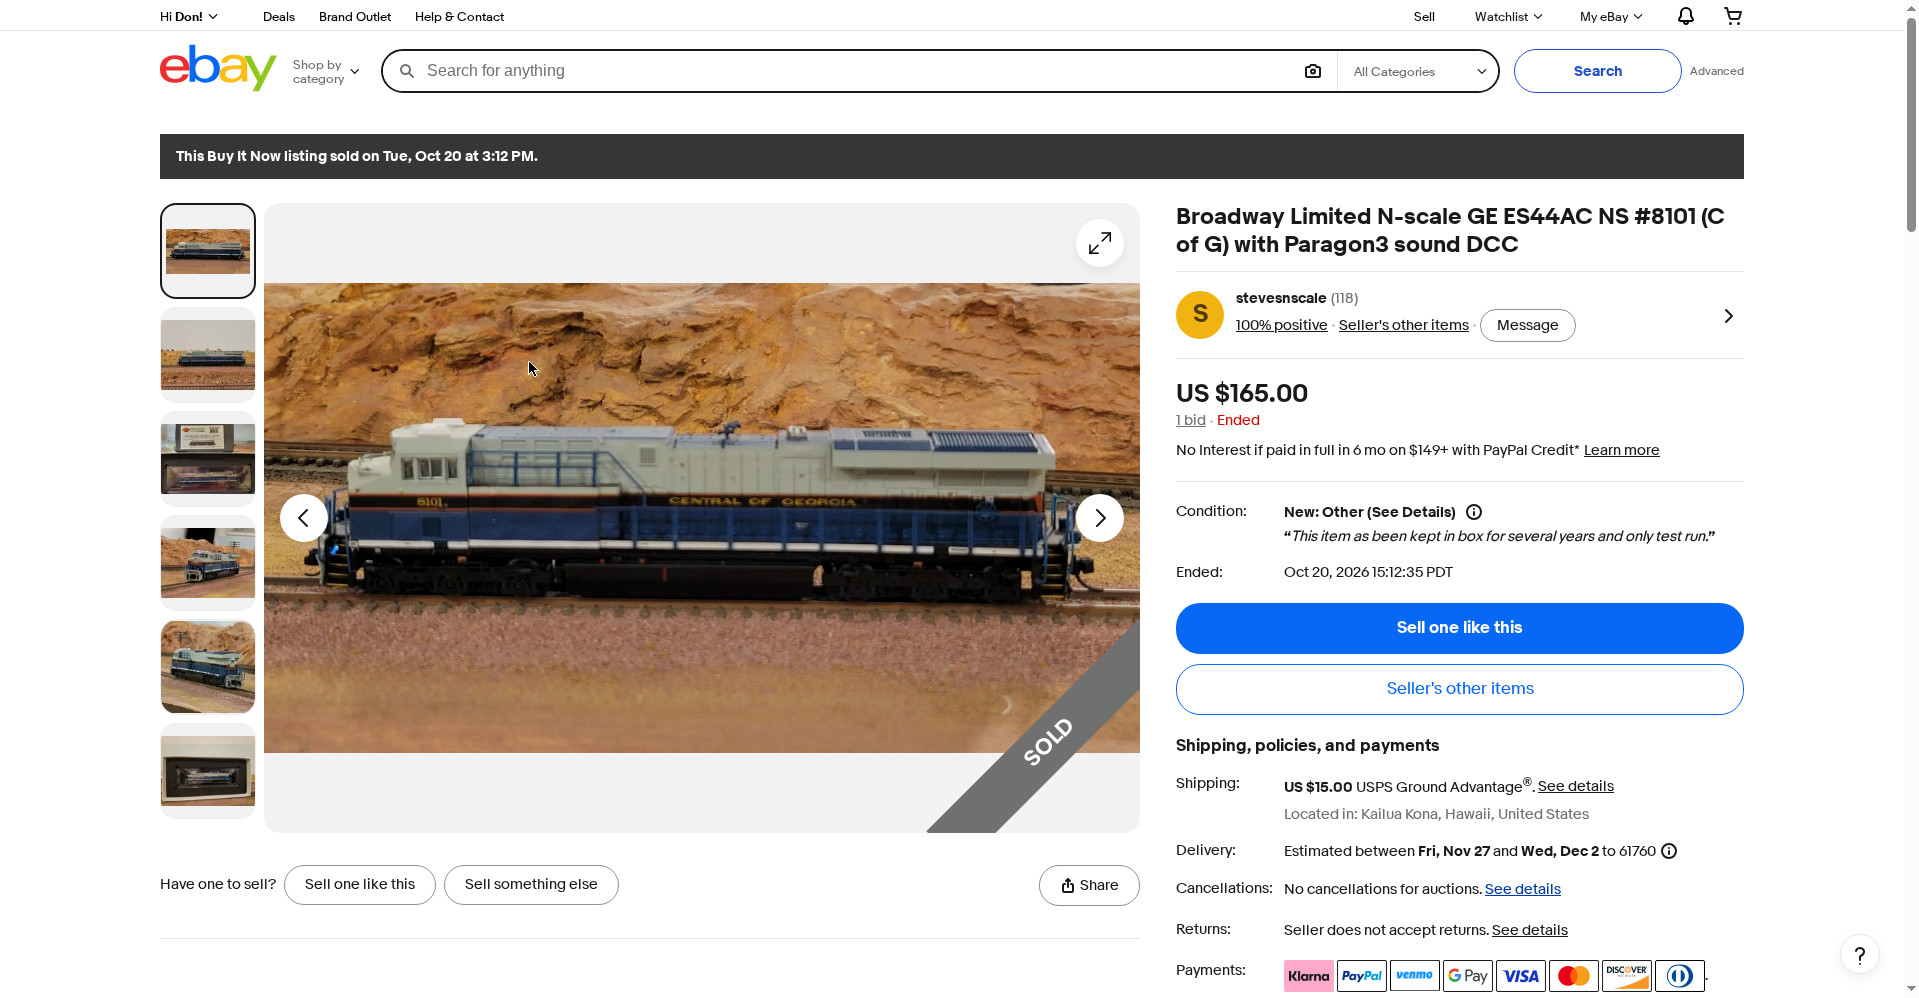 Hi Don!
Deals
Brand Outlet
Help & Contact
Sell
Watchlist
My eBay
ebay
Shop by
category
Search for anything
All Categories
Search
Advanced
This Buy It Now listing sold on Tue, Oct 20 at 3:12 PM.
8101
CENTRAL OF GEORGIA
SOLD
Have one to sell?
Sell one like this
Sell something else
Share
Broadway Limited N-scale GE ES44AC NS #8101 (C
of G) with Paragon3 sound DCC
S
stevesnscale (118)
100% positive · Seller's other items · Message
US $165.00
1 bid · Ended
No Interest if paid in full in 6 mo on $149+ with PayPal Credit* Learn more
Condition: New: Other (See Details)
“This item as been kept in box for several years and only test run.”
Ended: Oct 20, 2026 15:12:35 PDT
Sell one like this
Seller's other items
Shipping, policies, and payments
Shipping: US $15.00 USPS Ground Advantage®. See details
Located in: Kailua Kona, Hawaii, United States
Delivery: Estimated between Fri, Nov 27 and Wed, Dec 2 to 61760
Cancellations: No cancellations for auctions. See details
Returns: Seller does not accept returns. See details
Payments: Klarna PayPal venmo G Pay VISA DISCOVER
?